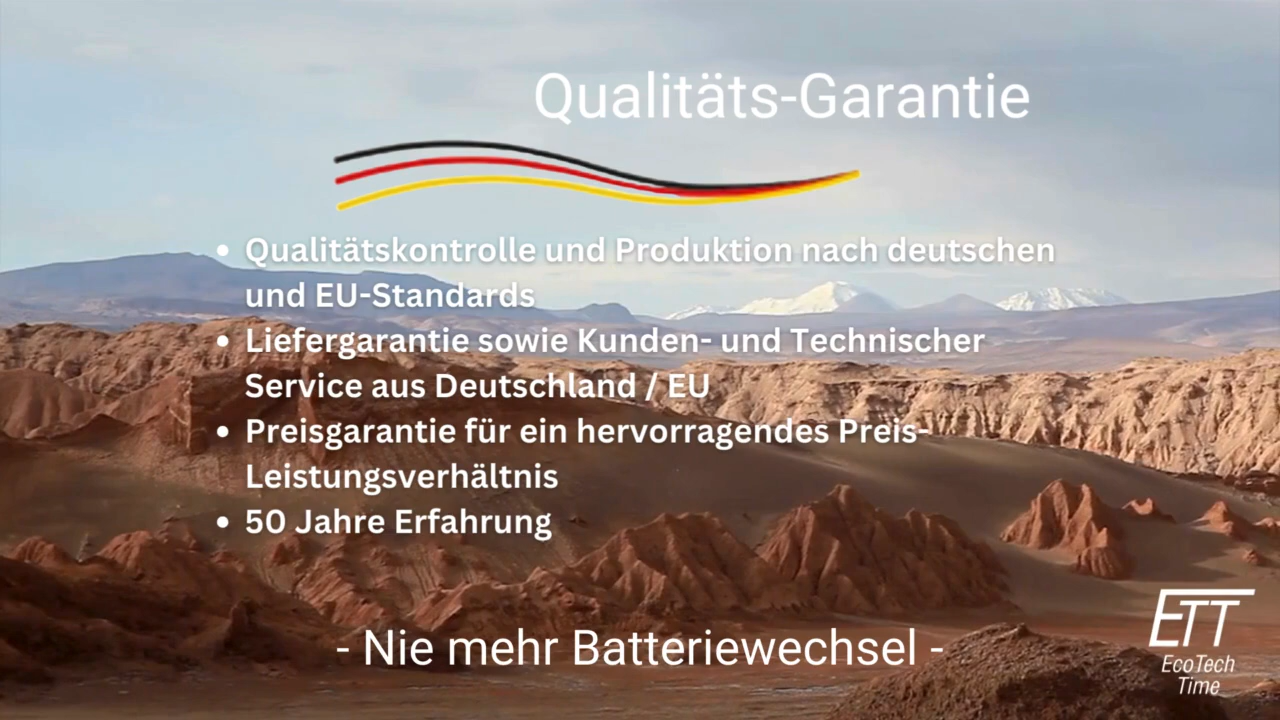 Qualitäts-Garantie
• Qualitätskontrolle und Produktion nach deutschen
und EU-Standards
• Liefergarantie sowie Kunden- und Technischer
Service aus Deutschland / EU
• Preisgarantie für ein hervorragendes Preis-
Leistungsverhältnis
• 50 Jahre Erfahrung
- Nie mehr Batteriewechsel -
ETT
EcoTech
Time